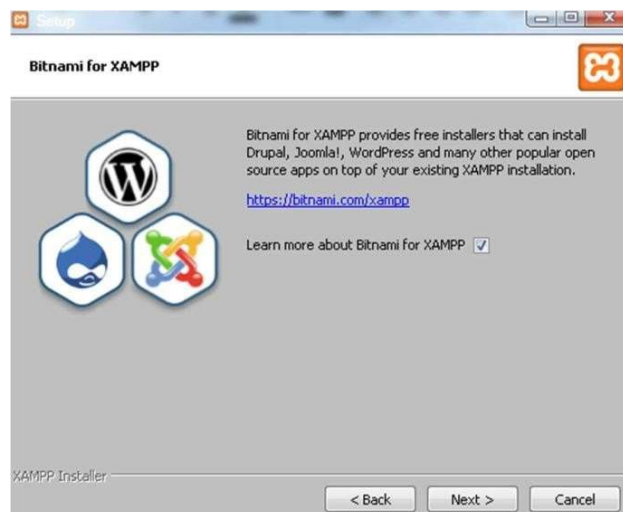 Setup
Bitnami for XAMPP
Bitnami for XAMPP provides free installers that can install
Drupal, Joomla!, WordPress and many other popular open
source apps on top of your existing XAMPP installation.
https://bitnami.com/xampp
Learn more about Bitnami for XAMPP
XAMPP Installer
< Back
Next >
Cancel